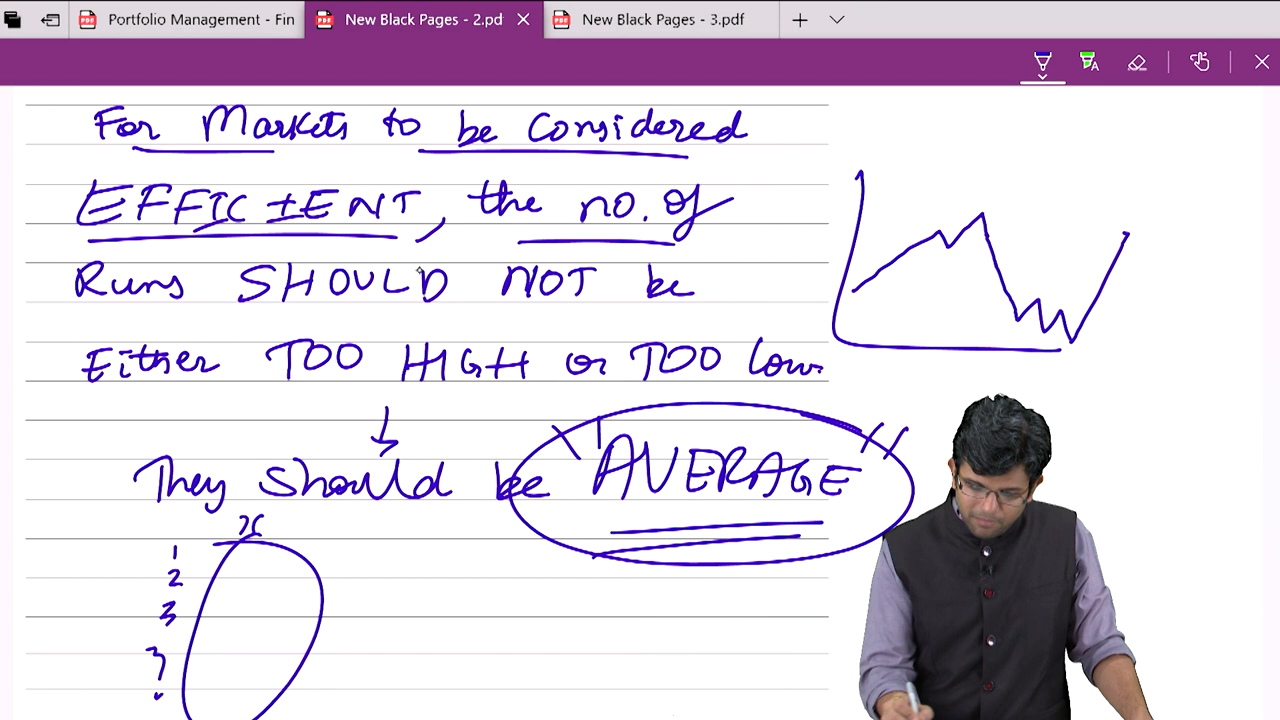 Portfolio Management - Fin
New Black Pages - 2.pd
New Black Pages - 3.pdf
For Markets to be Considered
EFFICIENT, the no. of
Runs SHOULD NOT be
Either TOO HIGH or TOO low.
They should be "AVERAGE"
x
1
2
3
?